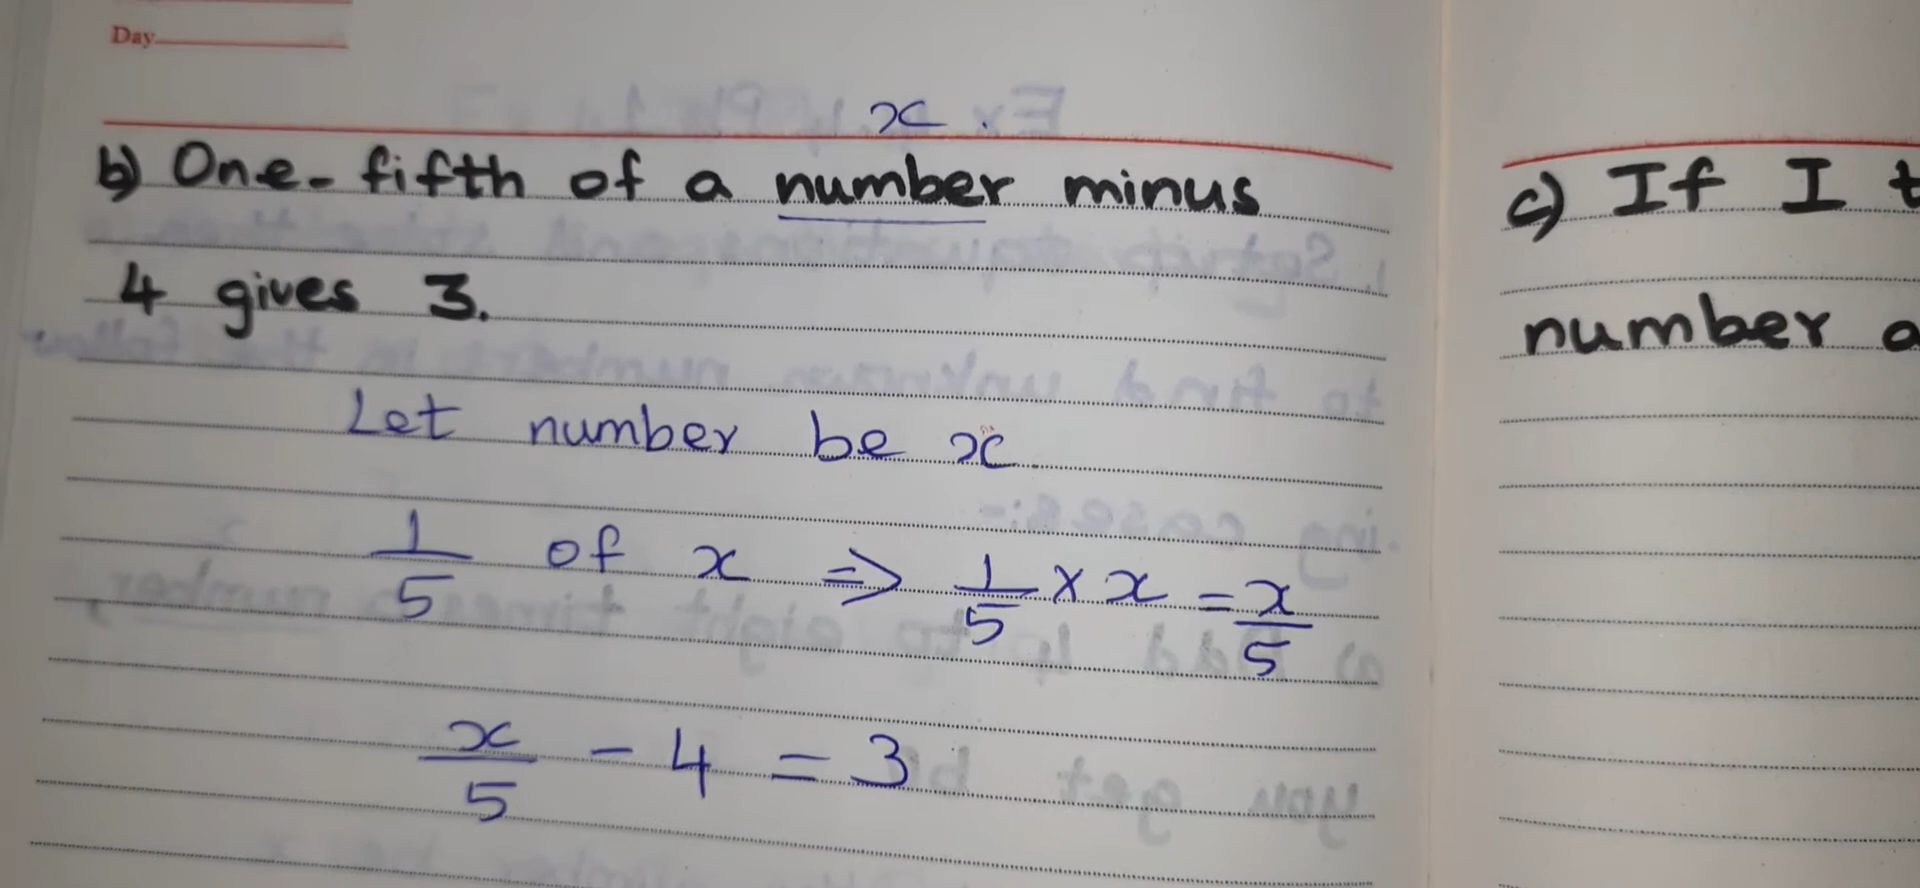 Day
x.
b) One-fifth of a number minus
4 gives 3.
Let number be x
1/5 of x ⇒ 1/5 × x = x/5
x/5 - 4 = 3
c) If I
number